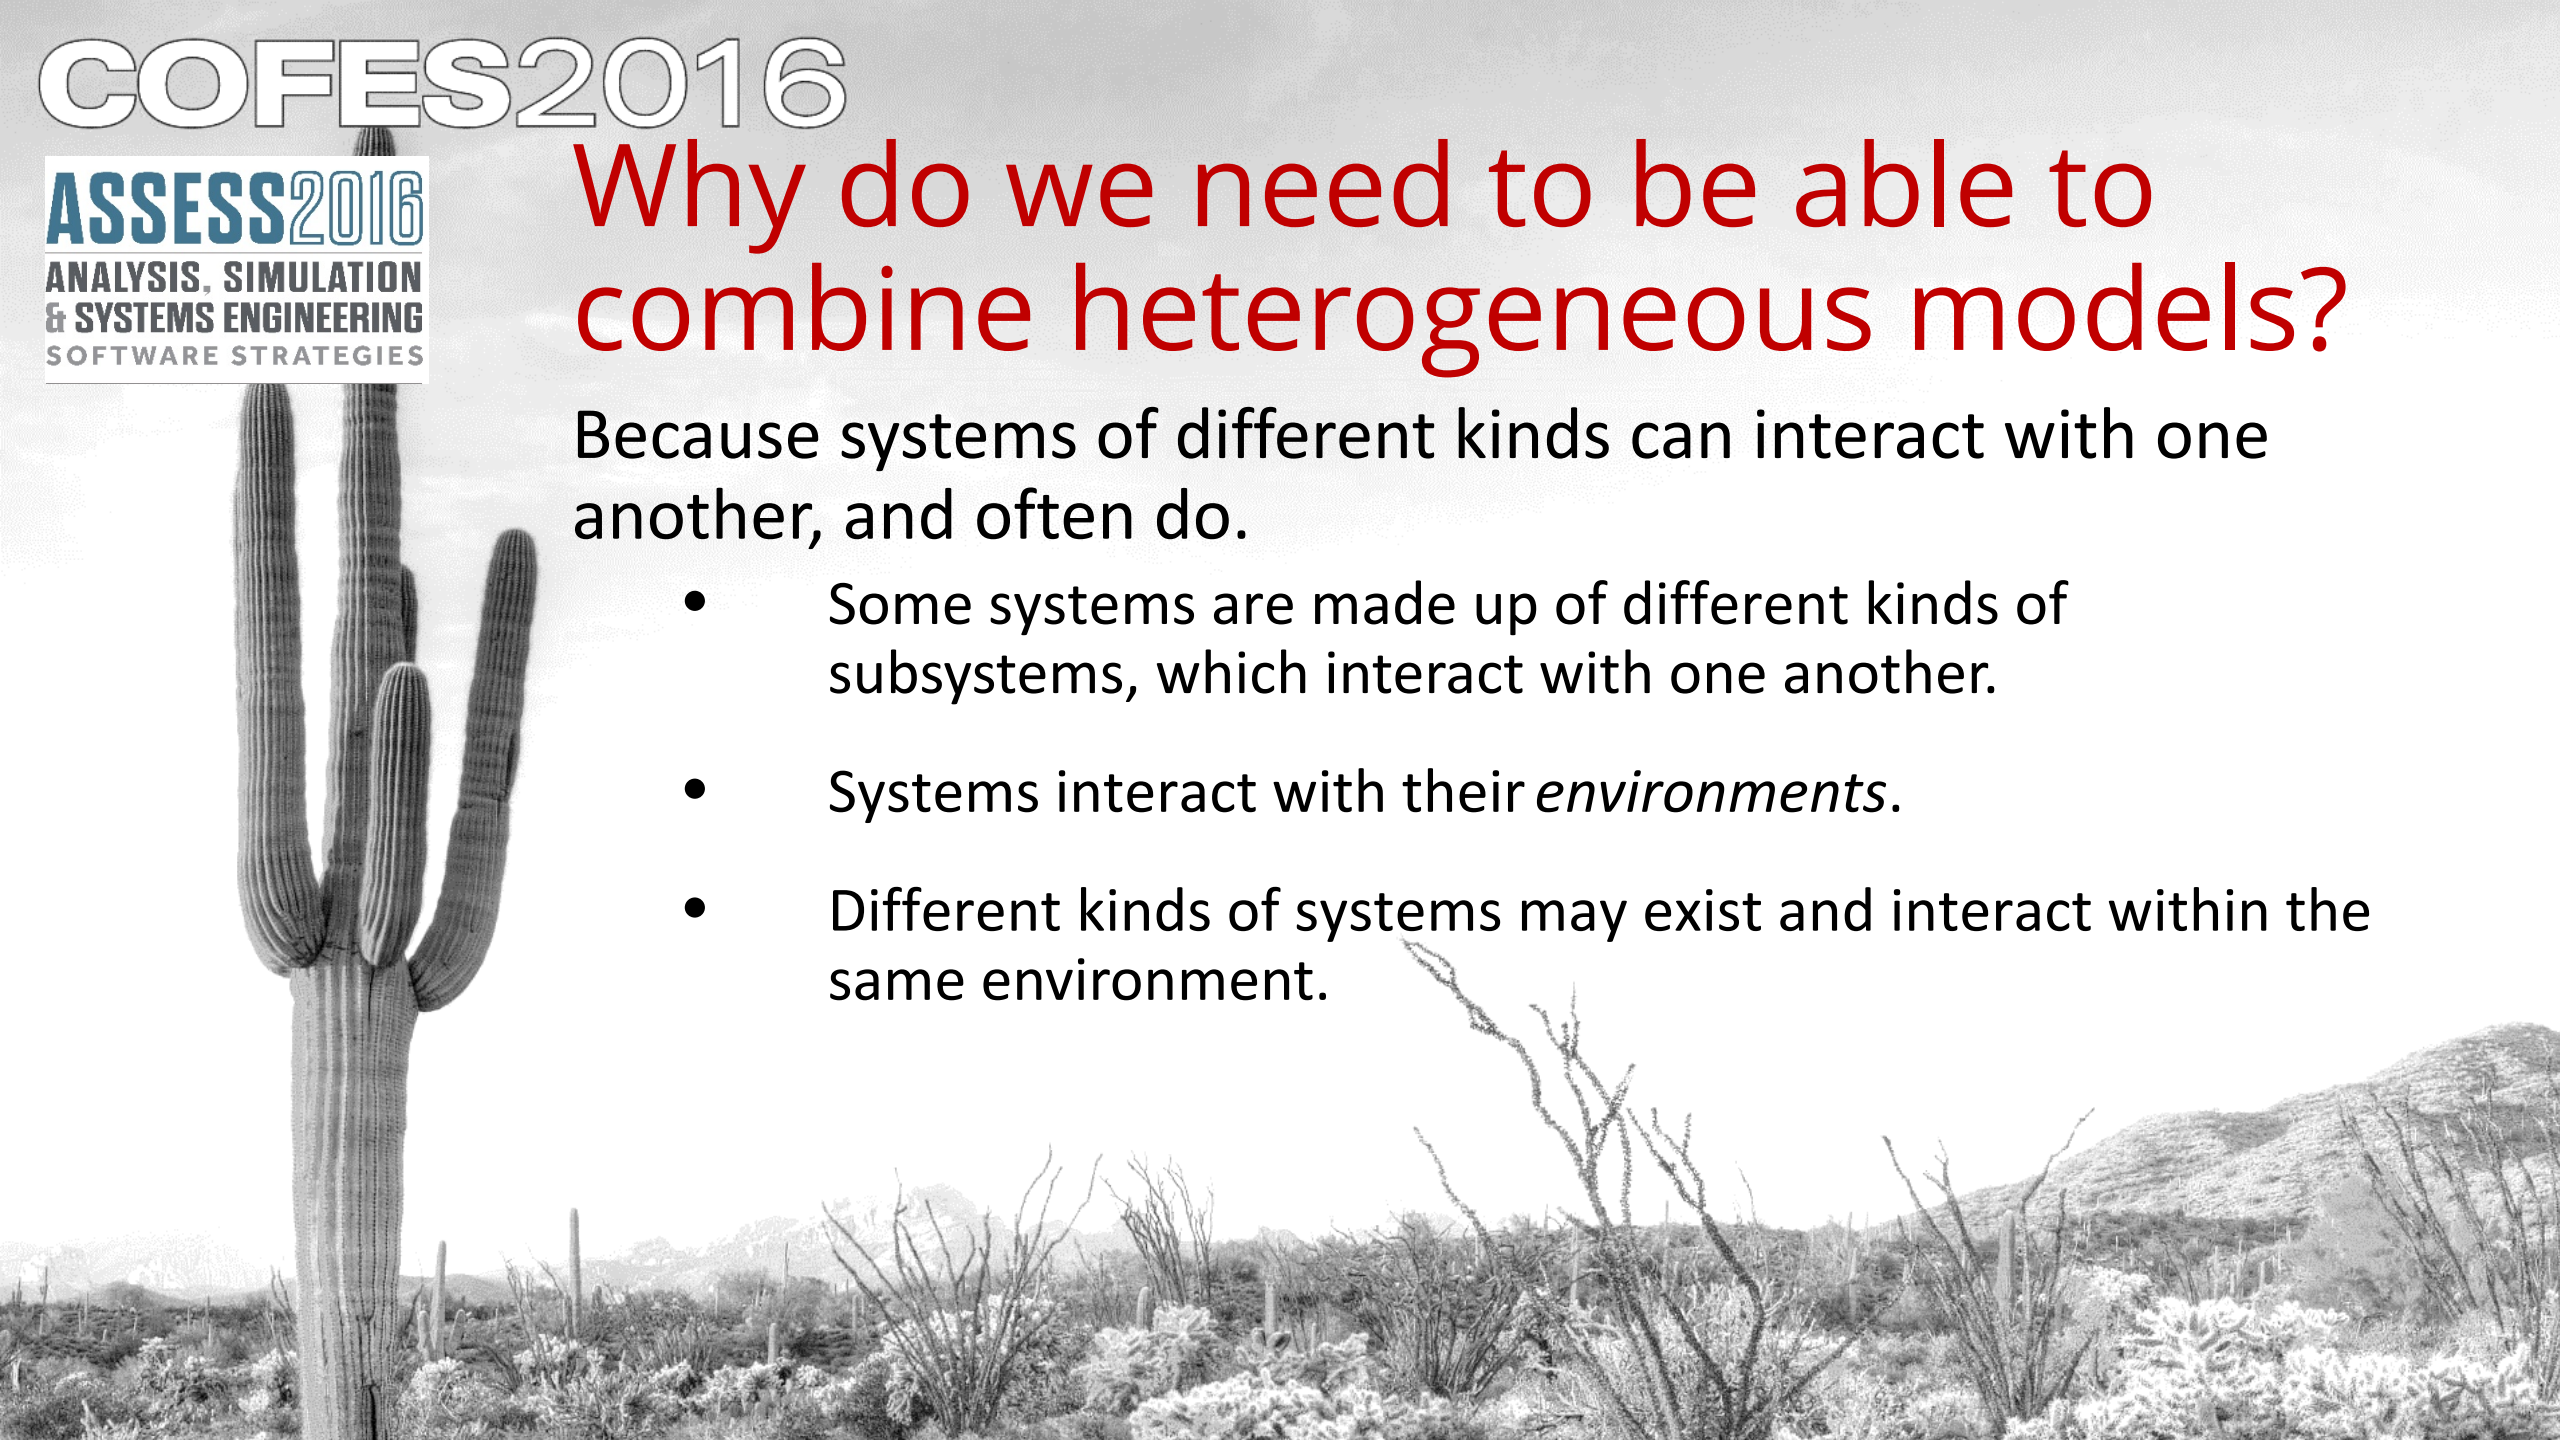 COFES2016
ASSESS2016
ANALYSIS, SIMULATION
& SYSTEMS ENGINEERING
SOFTWARE STRATEGIES
Why do we need to be able to
combine heterogeneous models?
Because systems of different kinds can interact with one
another, and often do.
• Some systems are made up of different kinds of
subsystems, which interact with one another.
• Systems interact with their environments.
• Different kinds of systems may exist and interact within the
same environment.